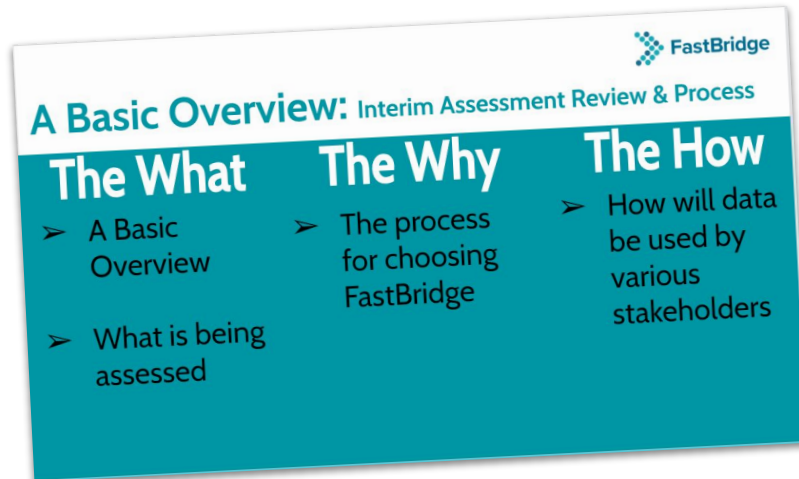 FastBridge
A Basic Overview: Interim Assessment Review & Process
The What
➢ A Basic
Overview
➢ What is being
assessed
The Why
➢ The process
for choosing
FastBridge
The How
➢ How will data
be used by
various
stakeholders